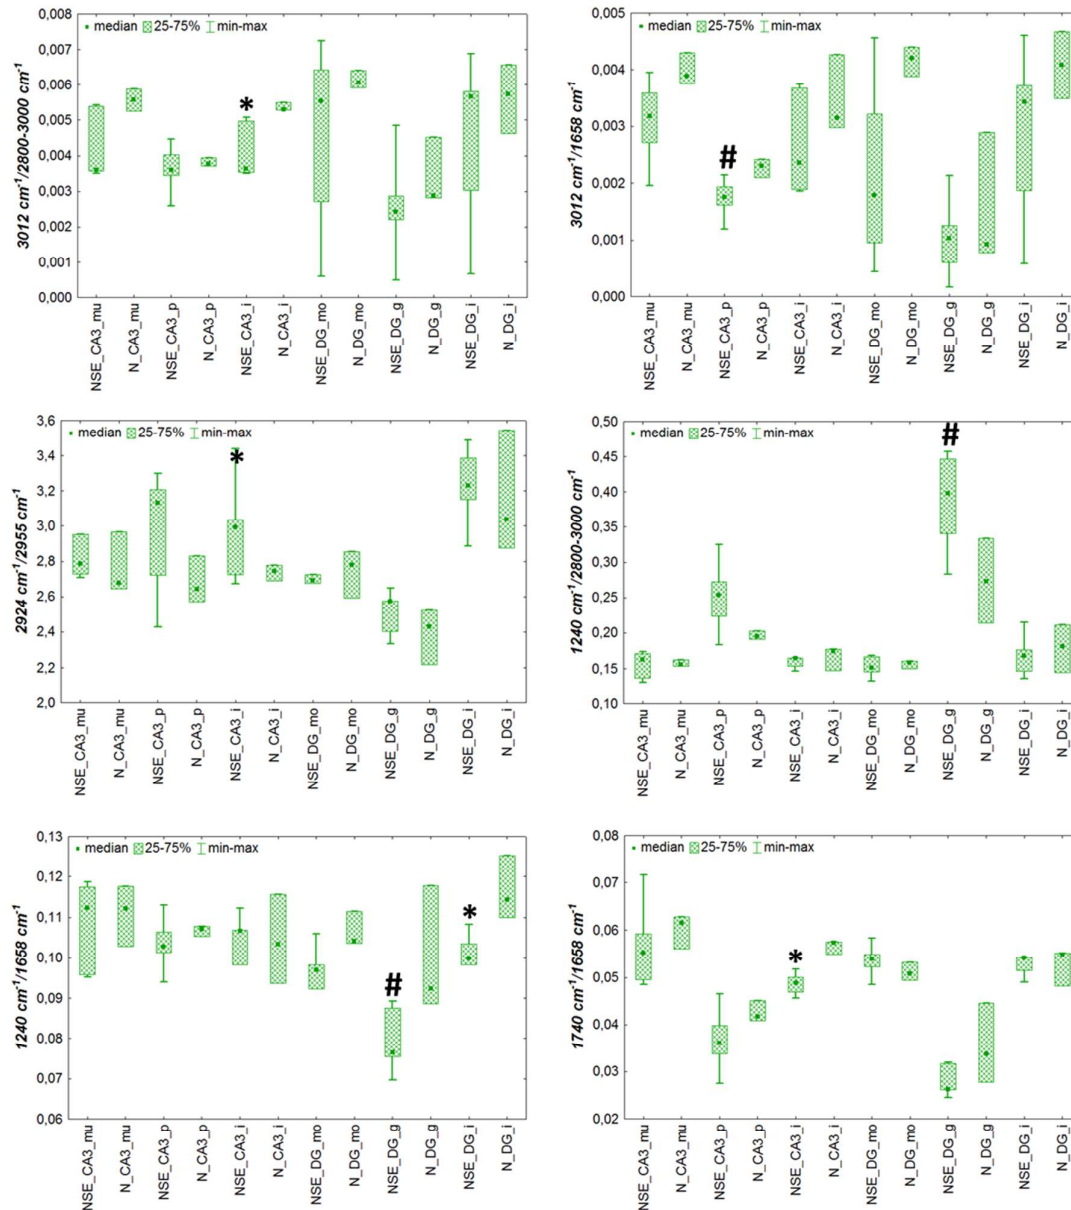 median 25-75% min-max
0,008
0,007
0,006
0,005
0,004
0,003
0,002
0,001
0,000
3012 cm-1/2800-3000 cm-1
*
NSE_CA3_mu
N_CA3_mu
NSE_CA3_p
N_CA3_p
NSE_CA3_i
N_CA3_i
NSE_DG_mo
N_DG_mo
NSE_DG_g
N_DG_g
NSE_DG_i
N_DG_i
median 25-75% min-max
0,005
0,004
0,003
0,002
0,001
0,000
3012 cm-1/1658 cm-1
#
NSE_CA3_mu
N_CA3_mu
NSE_CA3_p
N_CA3_p
NSE_CA3_i
N_CA3_i
NSE_DG_mo
N_DG_mo
NSE_DG_g
N_DG_g
NSE_DG_i
N_DG_i
median 25-75% min-max
3,6
3,4
3,2
3,0
2,8
2,6
2,4
2,2
2,0
2924 cm-1/2955 cm-1
*
NSE_CA3_mu
N_CA3_mu
NSE_CA3_p
N_CA3_p
NSE_CA3_i
N_CA3_i
NSE_DG_mo
N_DG_mo
NSE_DG_g
N_DG_g
NSE_DG_i
N_DG_i
median 25-75% min-max
0,50
0,45
0,40
0,35
0,30
0,25
0,20
0,15
0,10
1240 cm-1/2800-3000 cm-1
#
NSE_CA3_mu
N_CA3_mu
NSE_CA3_p
N_CA3_p
NSE_CA3_i
N_CA3_i
NSE_DG_mo
N_DG_mo
NSE_DG_g
N_DG_g
NSE_DG_i
N_DG_i
median 25-75% min-max
0,13
0,12
0,11
0,10
0,09
0,08
0,07
0,06
1240 cm-1/1658 cm-1
#
*
NSE_CA3_mu
N_CA3_mu
NSE_CA3_p
N_CA3_p
NSE_CA3_i
N_CA3_i
NSE_DG_mo
N_DG_mo
NSE_DG_g
N_DG_g
NSE_DG_i
N_DG_i
median 25-75% min-max
0,08
0,07
0,06
0,05
0,04
0,03
0,02
1740 cm-1/1658 cm-1
*
NSE_CA3_mu
N_CA3_mu
NSE_CA3_p
N_CA3_p
NSE_CA3_i
N_CA3_i
NSE_DG_mo
N_DG_mo
NSE_DG_g
N_DG_g
NSE_DG_i
N_DG_i